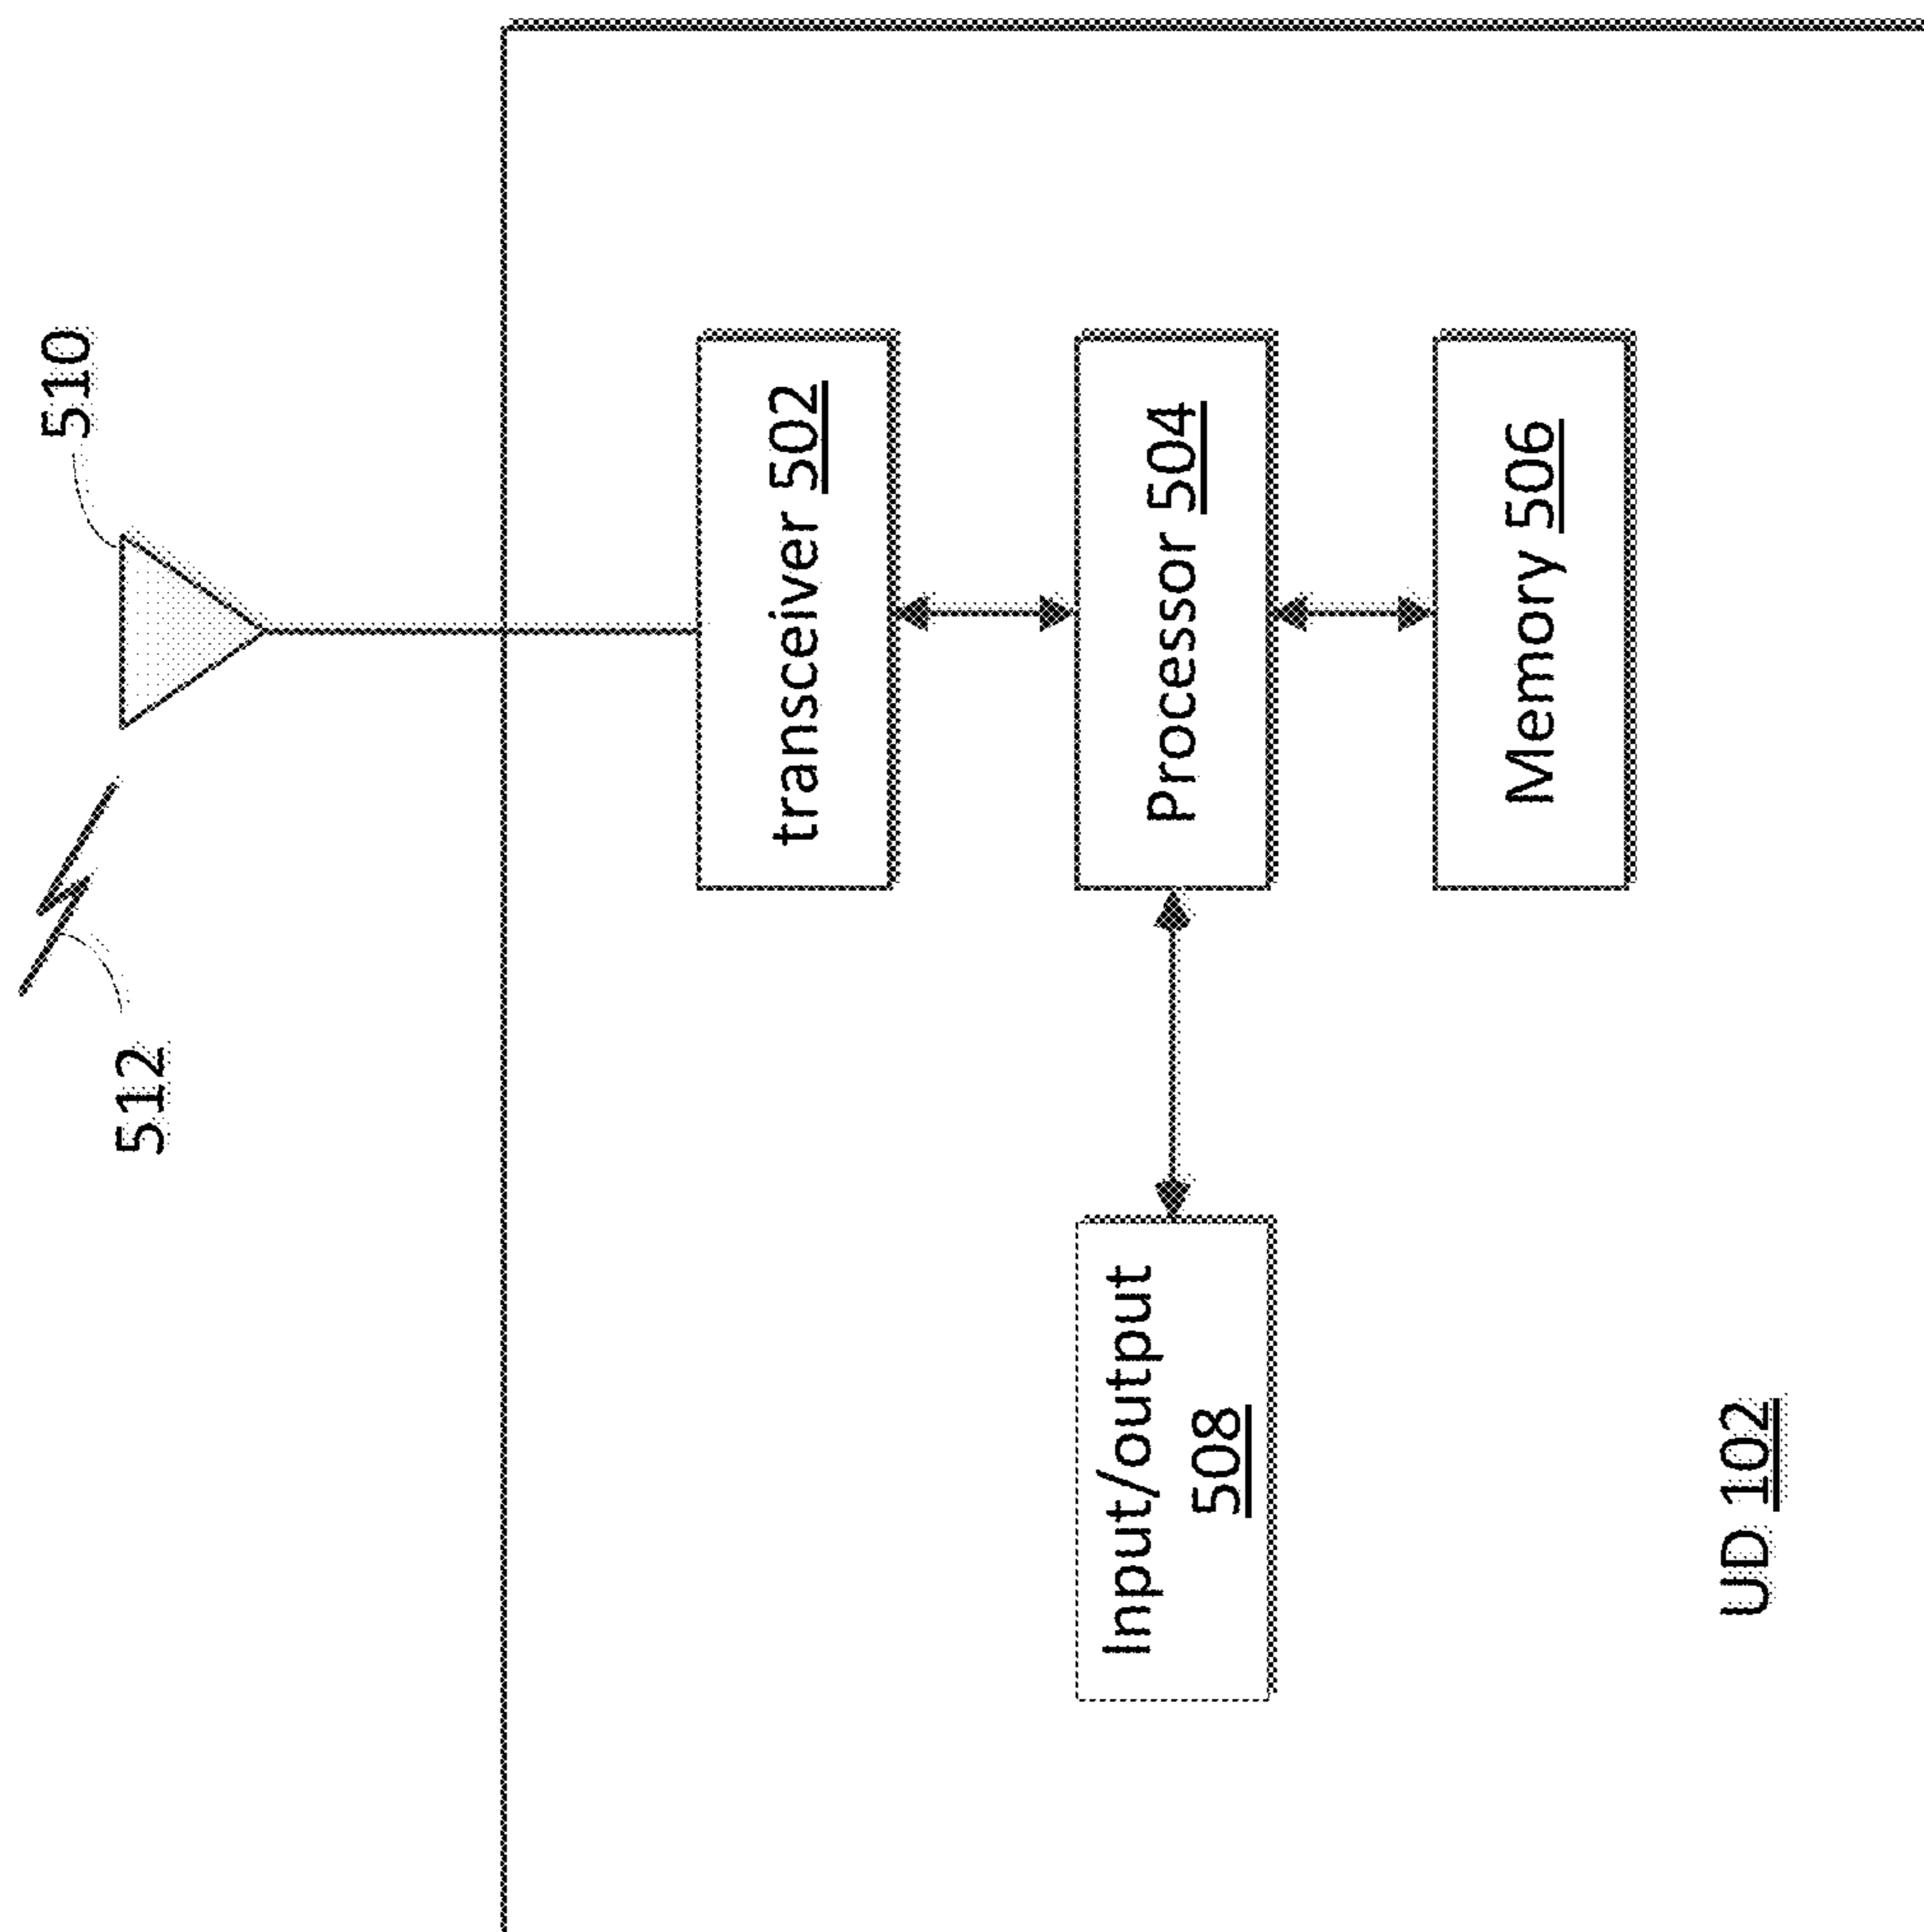 510
512
transceiver 502
Processor 504
Memory 506
Input/output
508
UD 102